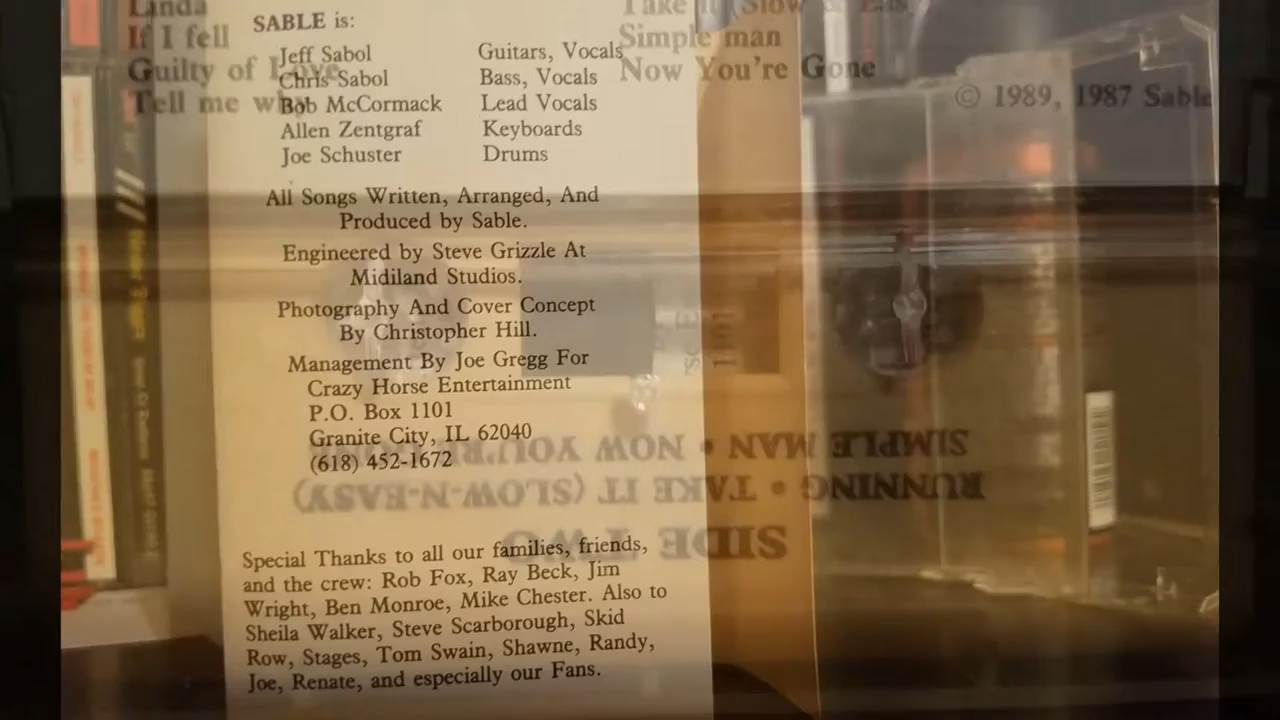 Linda
If I fell
Guilty of Love
Tell me why
Take It (Slow
Simple man
Now You're Gone
© 1989, 1987 Sable
SABLE is:
Jeff Sabol Guitars, Vocals
Chris Sabol Bass, Vocals
Bob McCormack Lead Vocals
Allen Zentgraf Keyboards
Joe Schuster Drums
All Songs Written, Arranged, And
Produced by Sable.
Engineered by Steve Grizzle At
Midiland Studios.
Photography And Cover Concept
By Christopher Hill.
Management By Joe Gregg For
Crazy Horse Entertainment
P.O. Box 1101
Granite City, IL 62040
(618) 452-1672
Special Thanks to all our families, friends,
and the crew: Rob Fox, Ray Beck, Jim
Wright, Ben Monroe, Mike Chester. Also to
Sheila Walker, Steve Scarborough, Skid
Row, Stages, Tom Swain, Shawne, Randy,
Joe, Renate, and especially our Fans.
SIDE TWO
RUNNING • TAKE IT (SLOW-N-EASY)
SIMPLE MAN • NOW YOU'RE